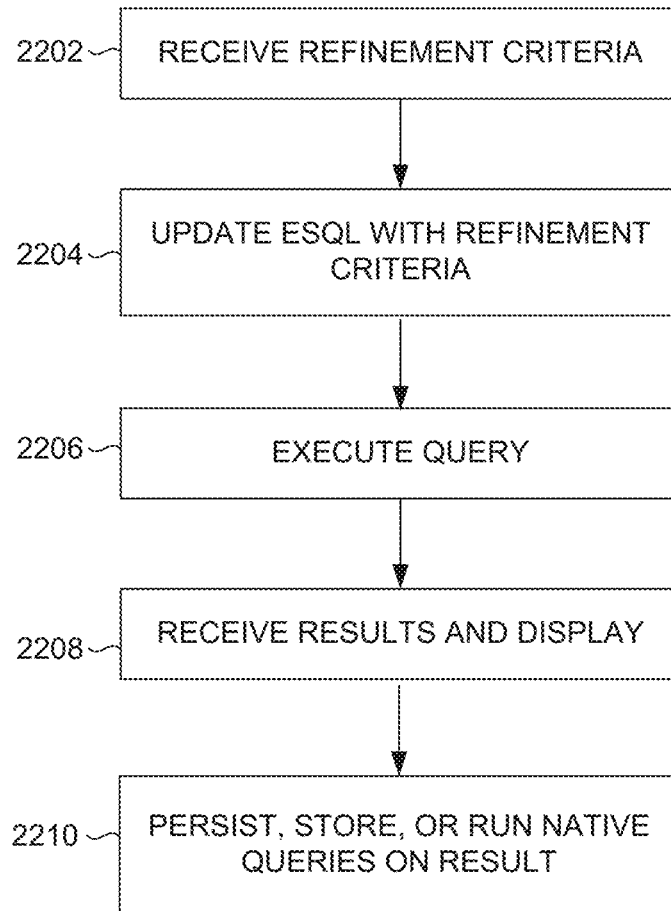 2202
RECEIVE REFINEMENT CRITERIA
2204
UPDATE ESQL WITH REFINEMENT
CRITERIA
2206
EXECUTE QUERY
2208
RECEIVE RESULTS AND DISPLAY
2210
PERSIST, STORE, OR RUN NATIVE
QUERIES ON RESULT